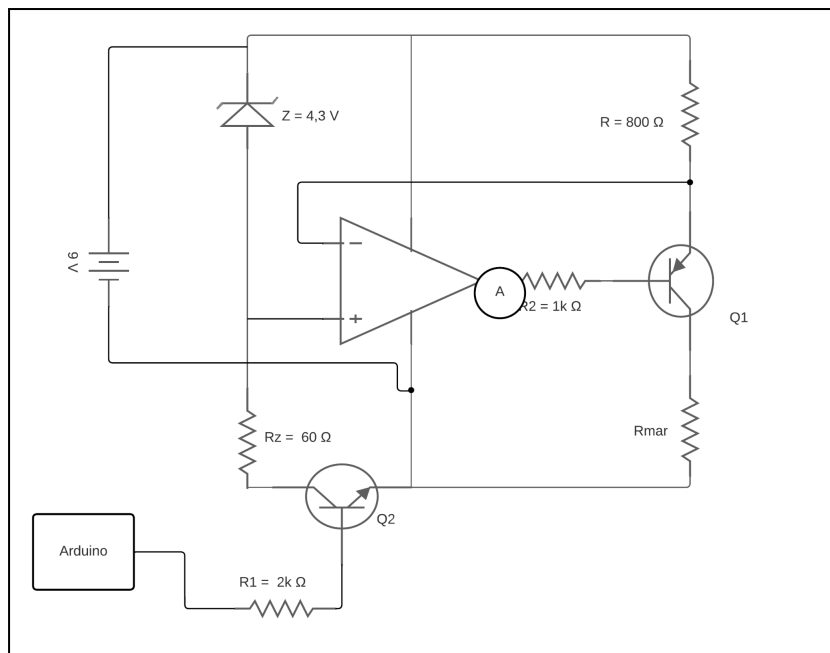 Z = 4,3 V
R = 800 Ω
9 V
A
R2 = 1k Ω
Q1
Rmar
Rz = 60 Ω
Q2
Arduino
R1 = 2k Ω